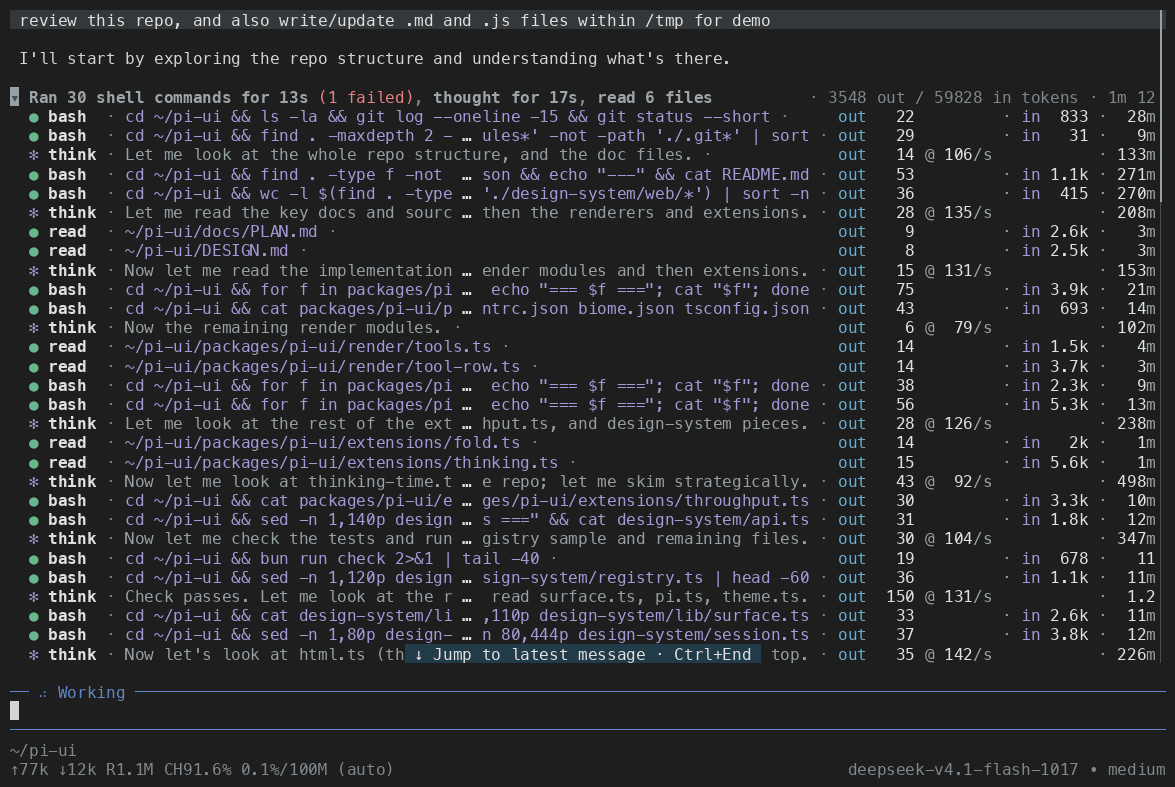 review this repo, and also write/update .md and .js files within /tmp for demo
I'll start by exploring the repo structure and understanding what's there.
▾ Ran 30 shell commands for 13s (1 failed), thought for 17s, read 6 files · 3548 out / 59828 in tokens · 1m 12
● bash · cd ~/pi-ui && ls -la && git log --oneline -15 && git status --short · out 22 · in 833 · 28m
● bash · cd ~/pi-ui && find . -maxdepth 2 - … ules*' -not -path './.git*' | sort · out 29 · in 31 · 9m
✻ think · Let me look at the whole repo structure, and the doc files. · out 14 @ 106/s · 133m
● bash · cd ~/pi-ui && find . -type f -not … son && echo "---" && cat README.md · out 53 · in 1.1k · 271m
● bash · cd ~/pi-ui && wc -l $(find . -type … './design-system/web/*') | sort -n · out 36 · in 415 · 270m
✻ think · Let me read the key docs and sourc … then the renderers and extensions. · out 28 @ 135/s · 208m
● read · ~/pi-ui/docs/PLAN.md · out 9 · in 2.6k · 3m
● read · ~/pi-ui/DESIGN.md · out 8 · in 2.5k · 3m
✻ think · Now let me read the implementation … ender modules and then extensions. · out 15 @ 131/s · 153m
● bash · cd ~/pi-ui && for f in packages/pi … echo "=== $f ==="; cat "$f"; done · out 75 · in 3.9k · 21m
● bash · cd ~/pi-ui && cat packages/pi-ui/p … ntrc.json biome.json tsconfig.json · out 43 · in 693 · 14m
✻ think · Now the remaining render modules. · out 6 @ 79/s · 102m
● read · ~/pi-ui/packages/pi-ui/render/tools.ts · out 14 · in 1.5k · 4m
● read · ~/pi-ui/packages/pi-ui/render/tool-row.ts · out 14 · in 3.7k · 3m
● bash · cd ~/pi-ui && for f in packages/pi … echo "=== $f ==="; cat "$f"; done · out 38 · in 2.3k · 9m
● bash · cd ~/pi-ui && for f in packages/pi … echo "=== $f ==="; cat "$f"; done · out 56 · in 5.3k · 13m
✻ think · Let me look at the rest of the ext … hput.ts, and design-system pieces. · out 28 @ 126/s · 238m
● read · ~/pi-ui/packages/pi-ui/extensions/fold.ts · out 14 · in 2k · 1m
● read · ~/pi-ui/packages/pi-ui/extensions/thinking.ts · out 15 · in 5.6k · 1m
✻ think · Now let me look at thinking-time.t … e repo; let me skim strategically. · out 43 @ 92/s · 498m
● bash · cd ~/pi-ui && cat packages/pi-ui/e … ges/pi-ui/extensions/throughput.ts · out 30 · in 3.3k · 10m
● bash · cd ~/pi-ui && sed -n 1,140p design … s ===" && cat design-system/api.ts · out 31 · in 1.8k · 12m
✻ think · Now let me check the tests and run … gistry sample and remaining files. · out 30 @ 104/s · 347m
● bash · cd ~/pi-ui && bun run check 2>&1 | tail -40 · out 19 · in 678 · 11
● bash · cd ~/pi-ui && sed -n 1,120p design … sign-system/registry.ts | head -60 · out 36 · in 1.1k · 11m
✻ think · Check passes. Let me look at the r … read surface.ts, pi.ts, theme.ts. · out 150 @ 131/s · 1.2
● bash · cd ~/pi-ui && cat design-system/li … ,110p design-system/lib/surface.ts · out 33 · in 2.6k · 11m
● bash · cd ~/pi-ui && sed -n 1,80p design- … n 80,444p design-system/session.ts · out 37 · in 3.8k · 12m
✻ think · Now let's look at html.ts (th ↓ Jump to latest message · Ctrl+End top. · out 35 @ 142/s · 226m
Working
~/pi-ui
↑77k ↓12k R1.1M CH91.6% 0.1%/100M (auto) deepseek-v4.1-flash-1017 • medium